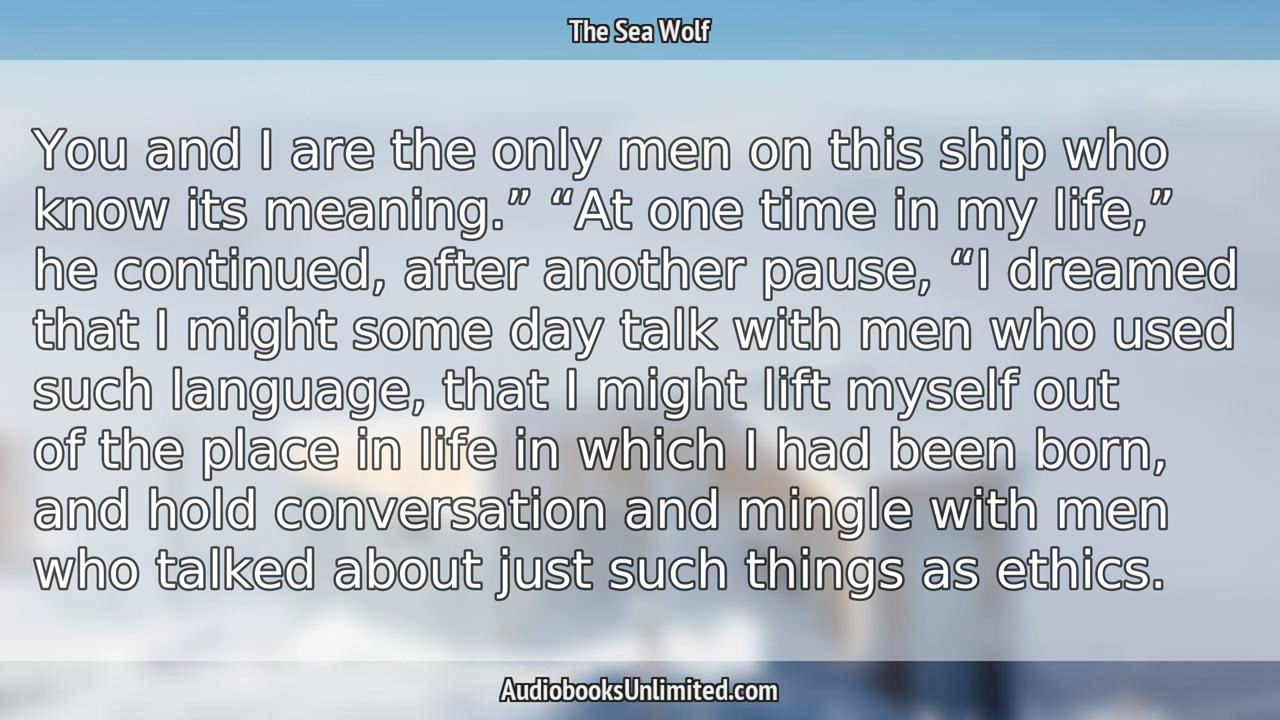 The Sea Wolf
You and I are the only men on this ship who
know its meaning.” “At one time in my life,”
he continued, after another pause, “I dreamed
that I might some day talk with men who used
such language, that I might lift myself out
of the place in life in which I had been born,
and hold conversation and mingle with men
who talked about just such things as ethics.
AudiobooksUnlimited.com